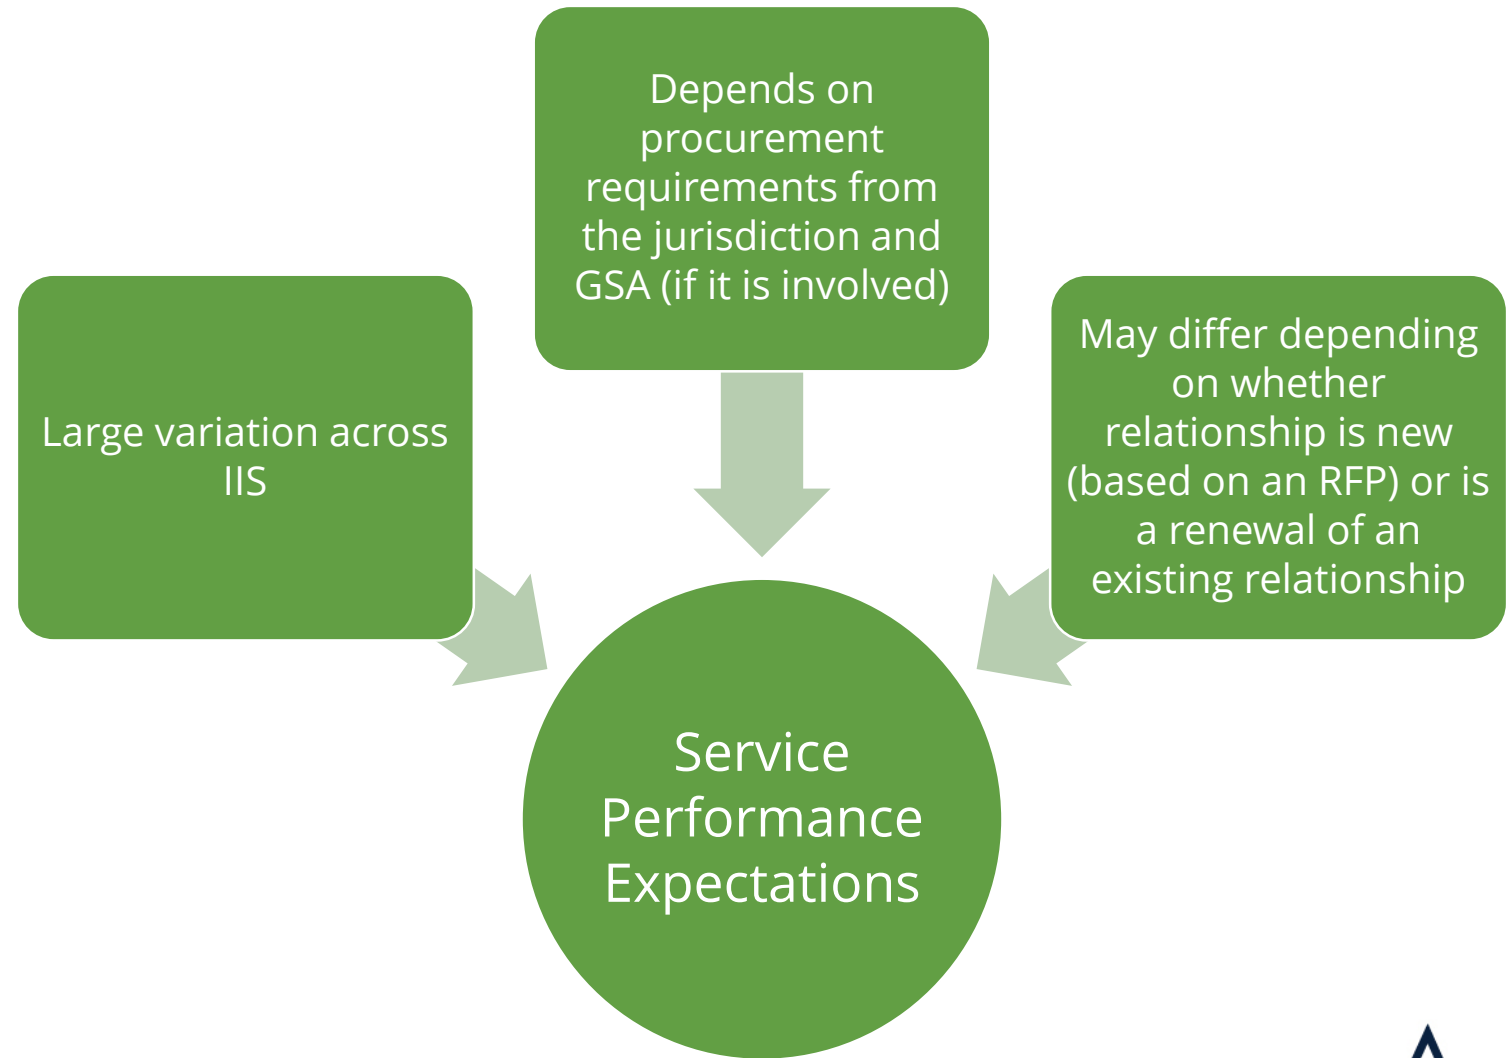 Depends on
procurement
requirements from
the jurisdiction and
GSA (if it is involved)
Large variation across
IIS
May differ depending
on whether
relationship is new
(based on an RFP) or is
a renewal of an
existing relationship
Service
Performance
Expectations